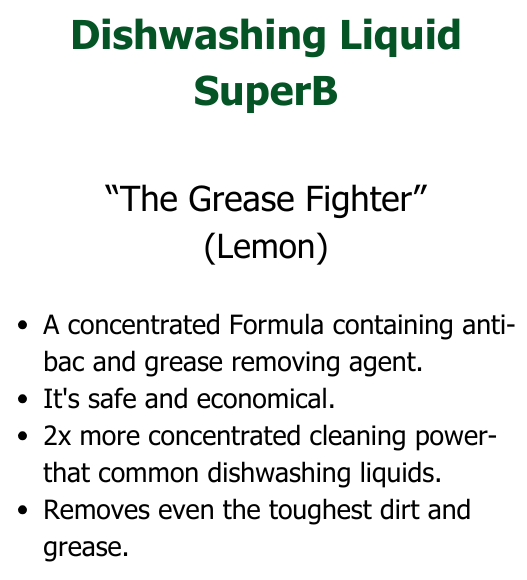 Dishwashing Liquid
SuperB
“The Grease Fighter”
(Lemon)
• A concentrated Formula containing anti-
bac and grease removing agent.
• It's safe and economical.
• 2x more concentrated cleaning power-
that common dishwashing liquids.
• Removes even the toughest dirt and
grease.